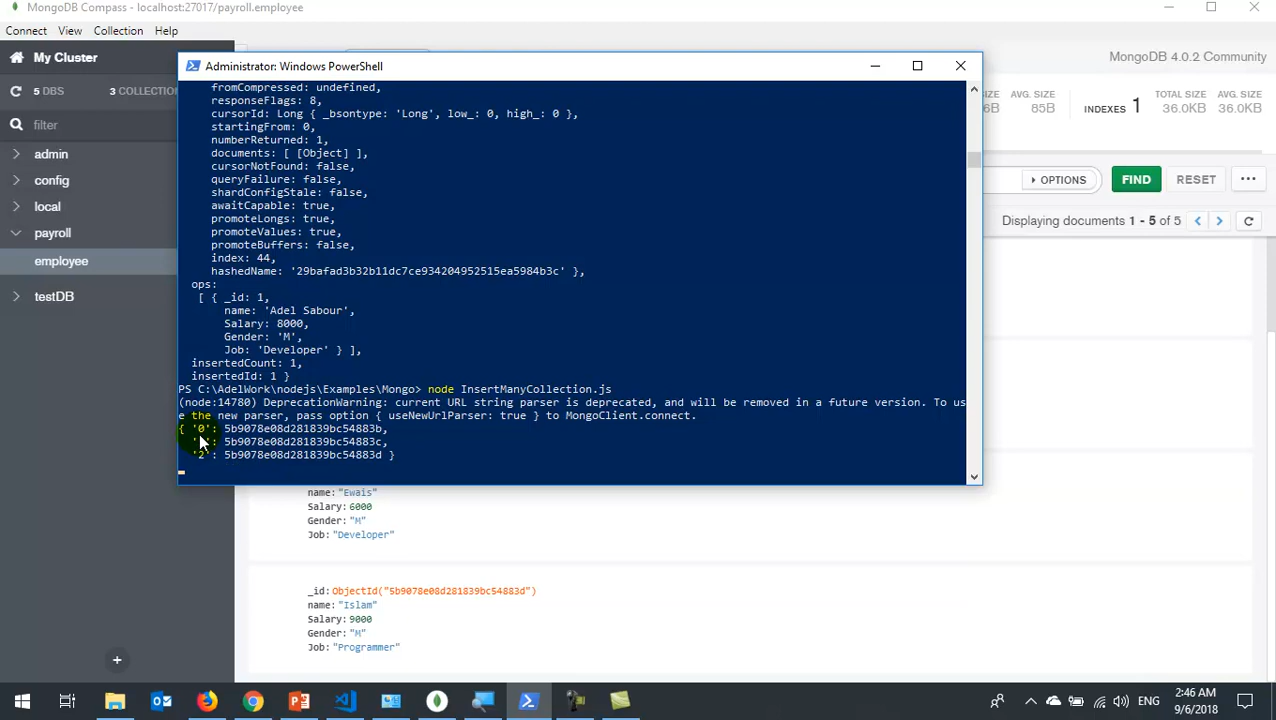 MongoDB Compass - localhost:27017/payroll.employee
Connect View Collection Help
My Cluster
MongoDB 4.0.2 Community
Administrator: Windows PowerShell
5 DBS 3 COLLECTIO
filter
admin
config
local
payroll
employee
testDB
SIZE AVG. SIZE
6B 85B
INDEXES 1
TOTAL SIZE AVG. SIZE
36.0KB 36.0KB
OPTIONS FIND RESET ...
Displaying documents 1 - 5 of 5
fromCompressed: undefined,
responseFlags: 8,
cursorId: Long { _bsontype: 'Long', low_: 0, high_: 0 },
startingFrom: 0,
numberReturned: 1,
documents: [ [Object] ],
cursorNotFound: false,
queryFailure: false,
shardConfigStale: false,
awaitCapable: true,
promoteLongs: true,
promoteValues: true,
promoteBuffers: false,
index: 44,
hashedName: '29bafad3b32b11dc7ce934204952515ea5984b3c' },
ops:
[ { _id: 1,
name: 'Adel Sabour',
Salary: 8000,
Gender: 'M',
Job: 'Developer' } ],
insertedCount: 1,
insertedId: 1 }
PS C:\AdelWork\nodejs\Examples\Mongo> node InsertManyCollection.js
(node:14780) DeprecationWarning: current URL string parser is deprecated, and will be removed in a future version. To us
e the new parser, pass option { useNewUrlParser: true } to MongoClient.connect.
{ '0': 5b9078e08d281839bc54883b,
: 5b9078e08d281839bc54883c,
'2': 5b9078e08d281839bc54883d }
name: "Ewais"
Salary: 6000
Gender: "M"
Job: "Developer"
_id: ObjectId("5b9078e08d281839bc54883d")
name: "Islam"
Salary: 9000
Gender: "M"
Job: "Programmer"
ENG
2:46 AM
9/6/2018